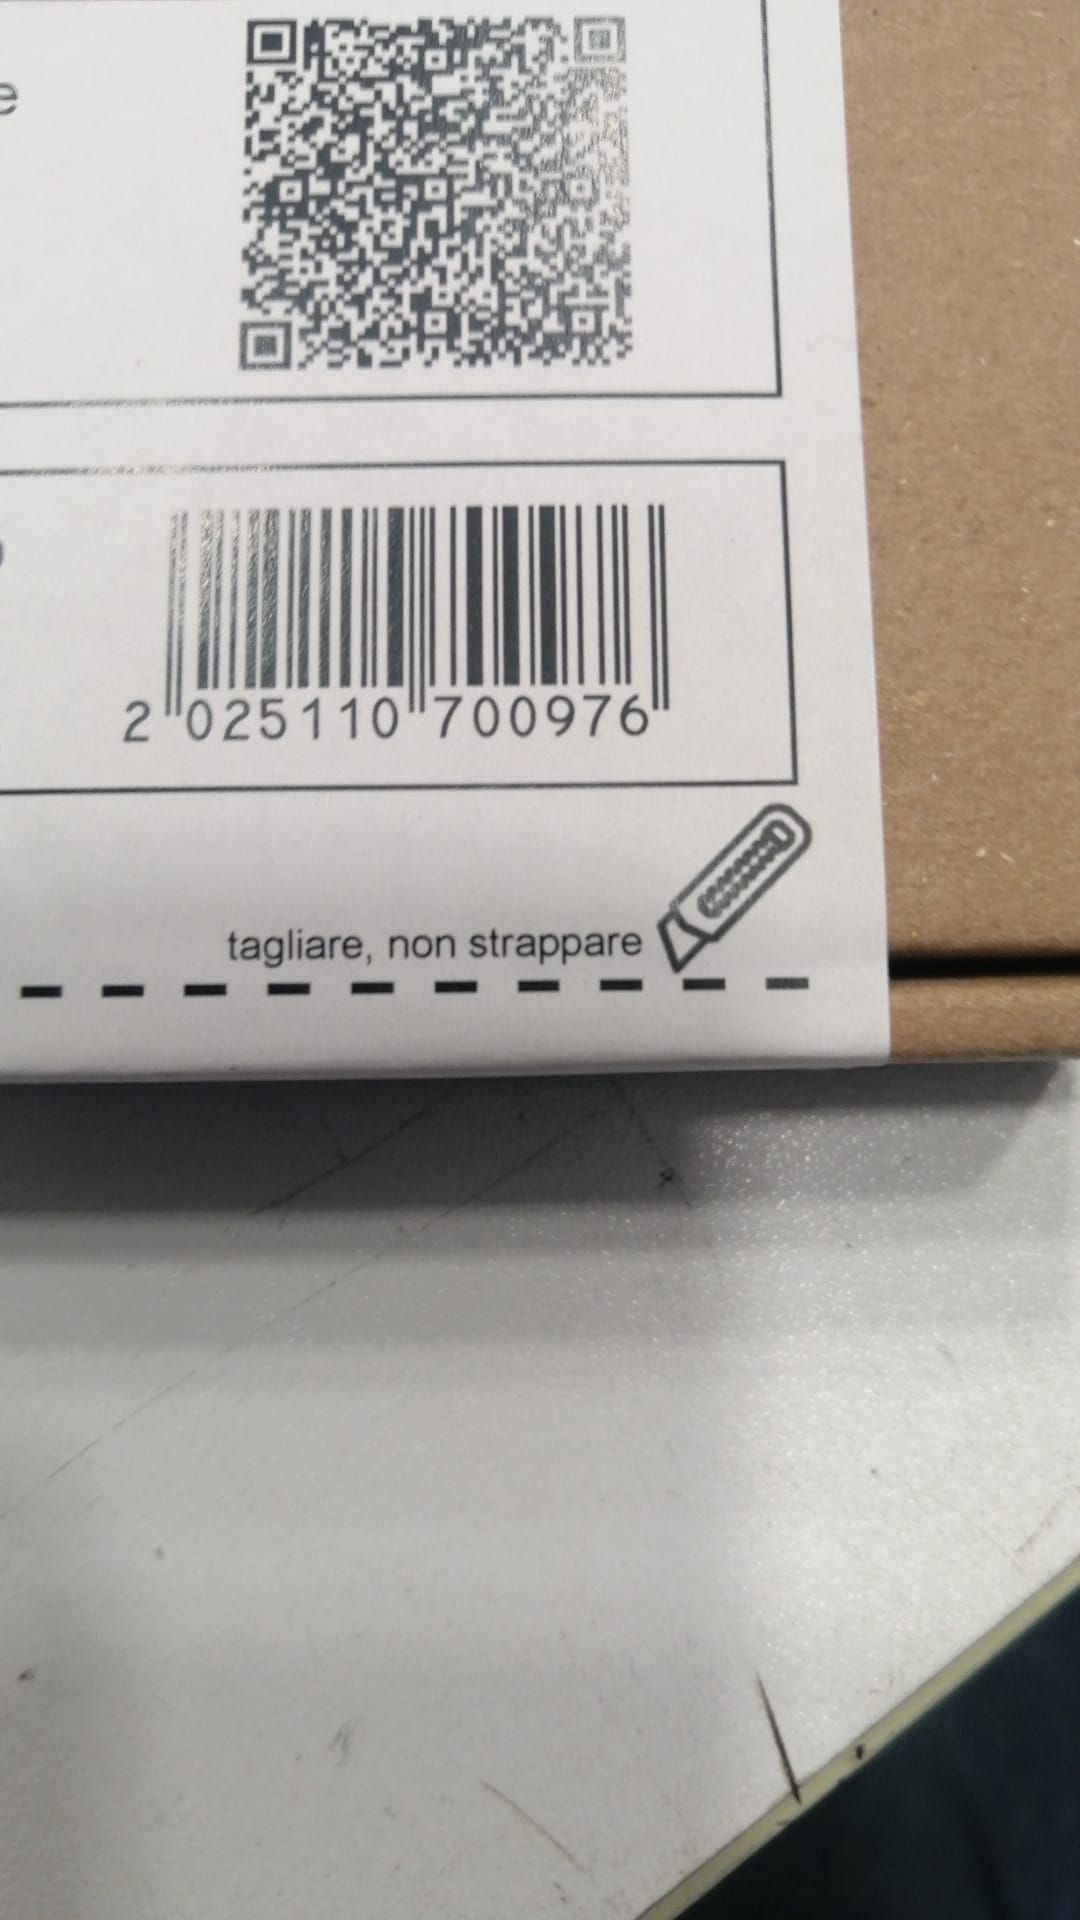 e
2 025110 700976
tagliare, non strappare